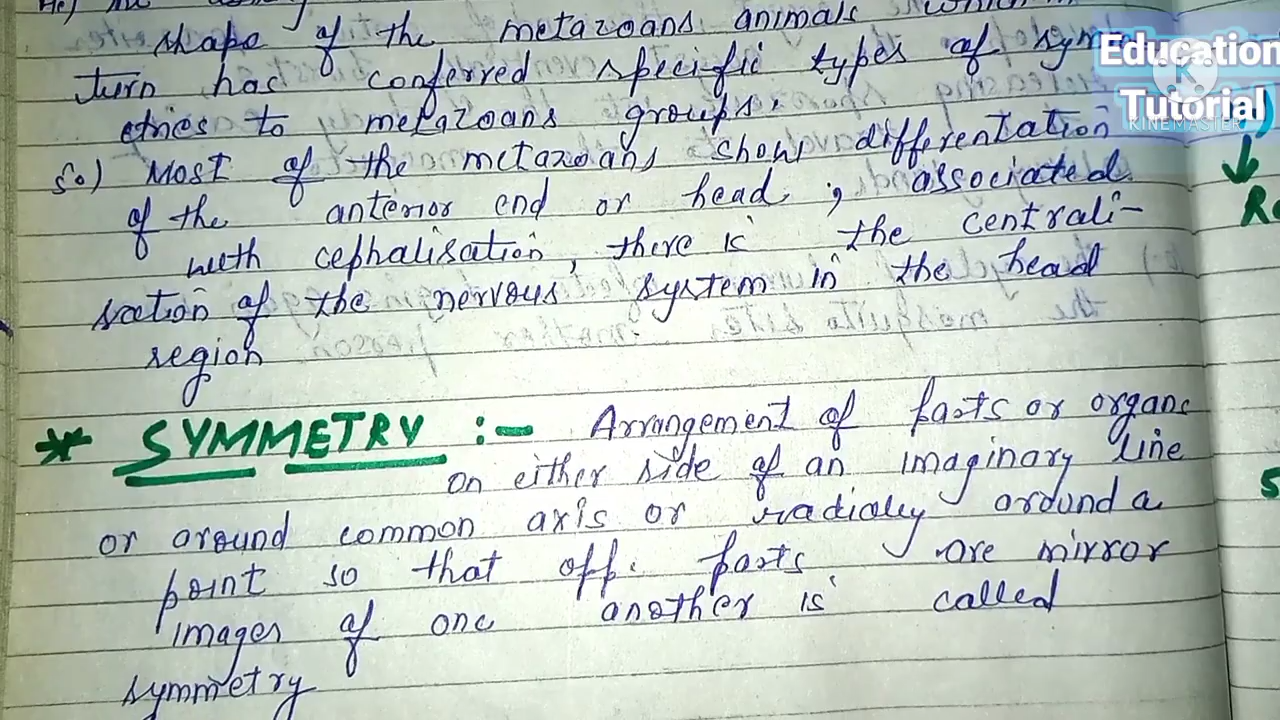 shape of the metazoans animals which in
turn has conferred specific types of symm
etries to metazoans groups.
5.) Most of the metazoans show differentation
of the anterior end or head ; associated
with cephalisation, there is the centrali-
sation of the nervous system in the head
region
* SYMMETRY :- Arrangement of parts or organs
on either side of an imaginary line
or around common axis or radialy around a
point so that opp. parts are mirror
images of one another is called
symmetry
Education
Tutorial
KINEMASTER